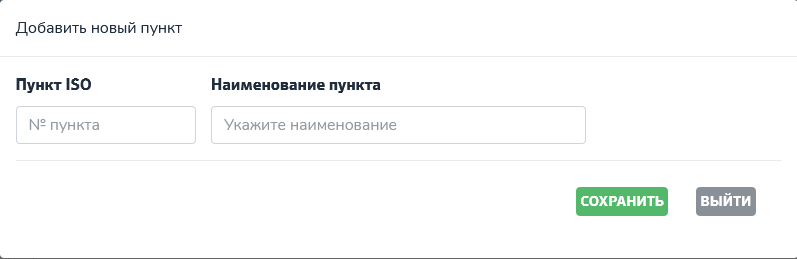 Добавить новый пункт
Пункт ISO Наименование пункта
№ пункта Укажите наименование
СОХРАНИТЬ ВЫЙТИ